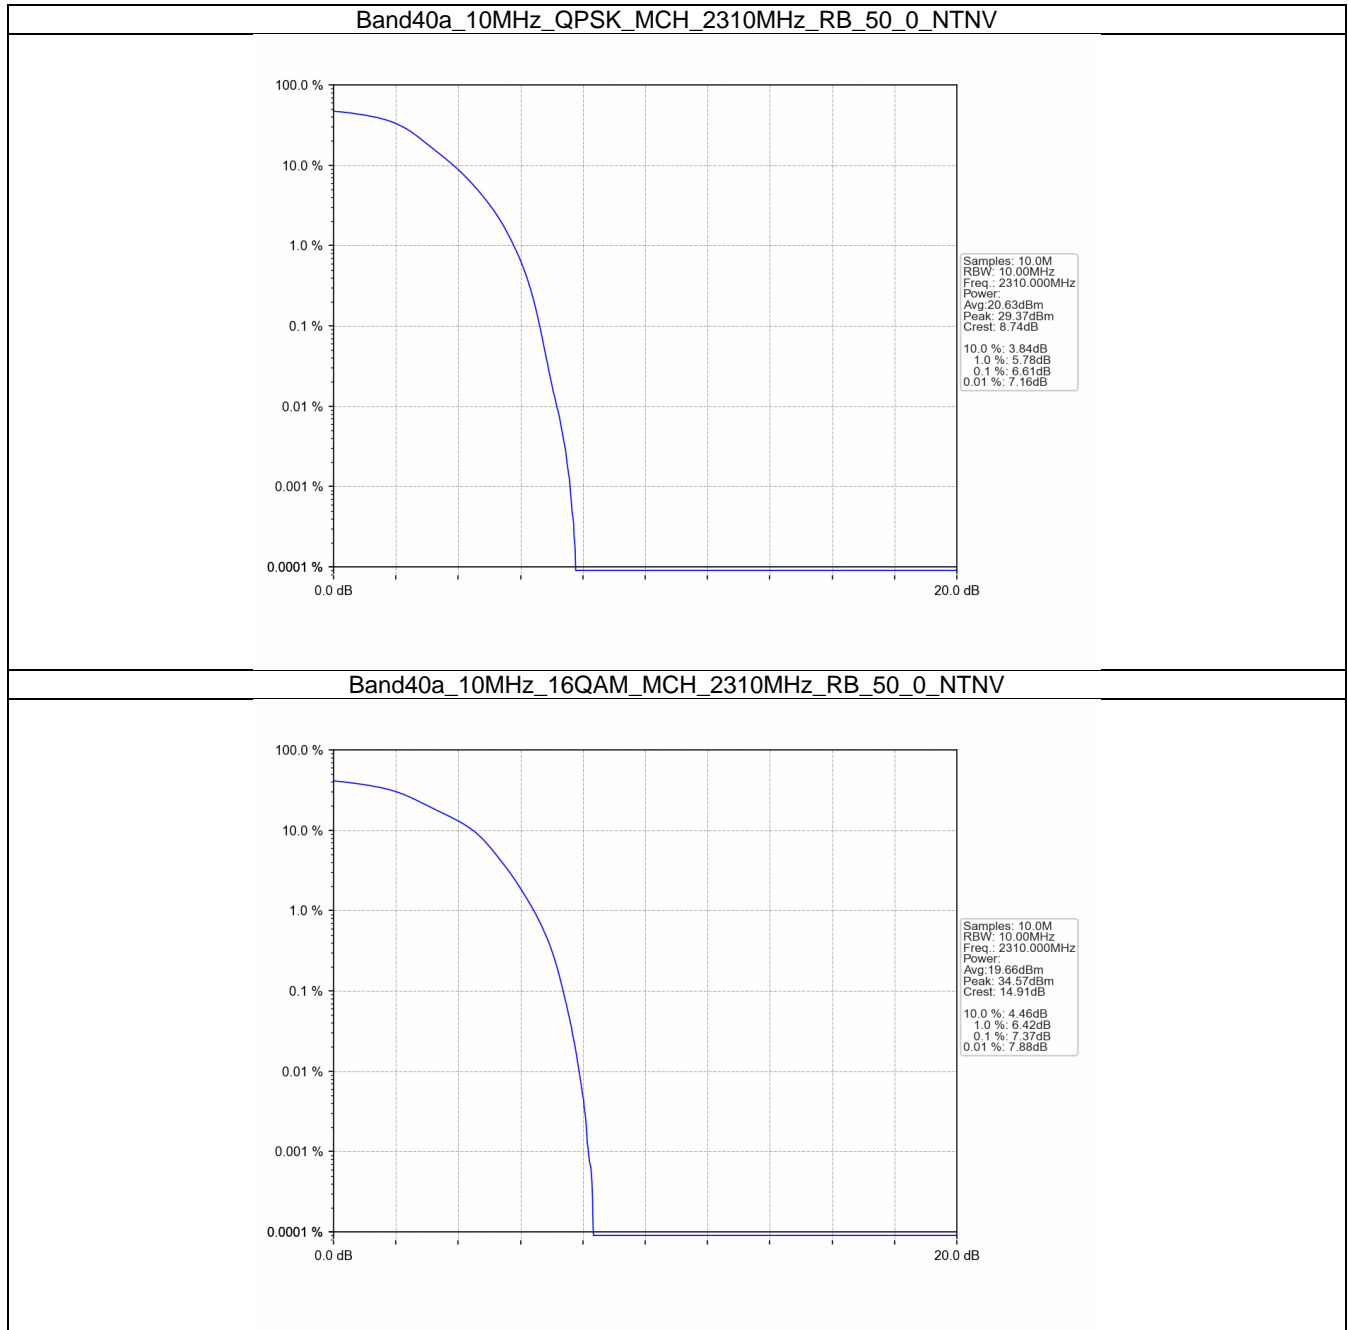 Band40a_10MHz_QPSK_MCH_2310MHz_RB_50_0_NTNV
100.0 %
10.0 %
1.0 %
0.1 %
0.01 %
0.001 %
0.0001 %
0.0 dB
20.0 dB
Samples: 10.0M
RBW: 10.00MHz
Freq.: 2310.000MHz
Power:
Avg:20.63dBm
Peak: 29.37dBm
Crest: 8.74dB
10.0 %: 3.84dB
1.0 %: 5.78dB
0.1 %: 6.61dB
0.01 %: 7.16dB
Band40a_10MHz_16QAM_MCH_2310MHz_RB_50_0_NTNV
100.0 %
10.0 %
1.0 %
0.1 %
0.01 %
0.001 %
0.0001 %
0.0 dB
20.0 dB
Samples: 10.0M
RBW: 10.00MHz
Freq.: 2310.000MHz
Power:
Avg:19.66dBm
Peak: 34.57dBm
Crest: 14.91dB
10.0 %: 4.46dB
1.0 %: 6.42dB
0.1 %: 7.37dB
0.01 %: 7.88dB